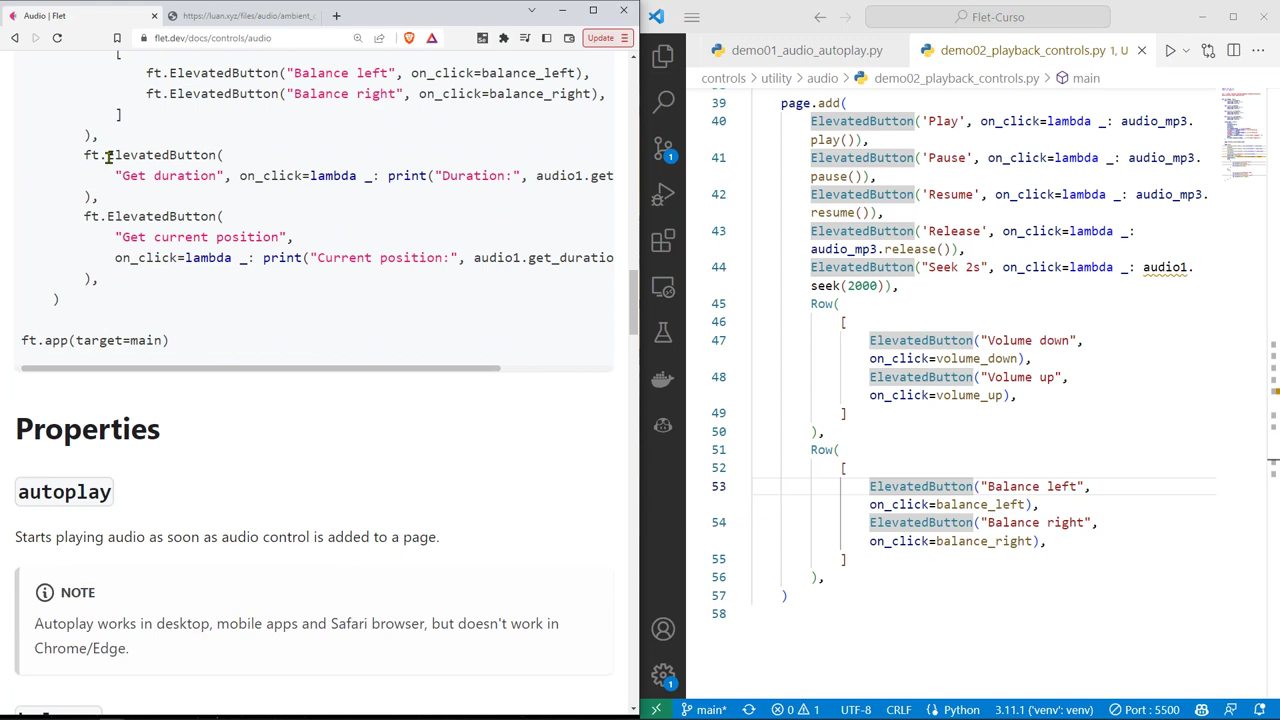 Audio | Flet
https://luan.xyz/files/audio/ambient_c
flet.dev/docs/controls/audio
Update
[
ft.ElevatedButton("Balance left", on_click=balance_left),
ft.ElevatedButton("Balance right", on_click=balance_right),
]
),
ft.ElevatedButton(
"Get duration", on_click=lambda _: print("Duration:", audio1.get
),
ft.ElevatedButton(
"Get current position",
on_click=lambda _: print("Current position:", audio1.get_duratio
),
)
ft.app(target=main)
Properties
autoplay
Starts playing audio as soon as audio control is added to a page.
NOTE
Autoplay works in desktop, mobile apps and Safari browser, but doesn't work in
Chrome/Edge.
Flet-Curso
demo01_audio_autoplay.py
demo02_playback_controls.py 1, U
controls > utility > audio > demo02_playback_controls.py > main
39 page.add(
40 ElevatedButton('Play', on_click=lambda _: audio_mp3.
play()),
41 ElevatedButton('Pause', on_click=lambda _: audio_mp3.
pause()),
42 ElevatedButton('Resume', on_click=lambda _: audio_mp3.
resume()),
43 ElevatedButton('Release', on_click=lambda _:
audio_mp3.release()),
44 ElevatedButton("Seek 2s", on_click=lambda _: audio1.
seek(2000)),
45 Row(
46 [
47 ElevatedButton("Volume down",
on_click=volume_down),
48 ElevatedButton("Volume up",
on_click=volume_up),
49 ]
50 ),
51 Row(
52 [
53 ElevatedButton("Balance left",
on_click=balance_left),
54 ElevatedButton("Balance right",
on_click=balance_right),
55 ]
56 ),
57 )
58
1
1
main* 0 1 UTF-8 CRLF Python 3.11.1 ('venv': venv) Port : 5500